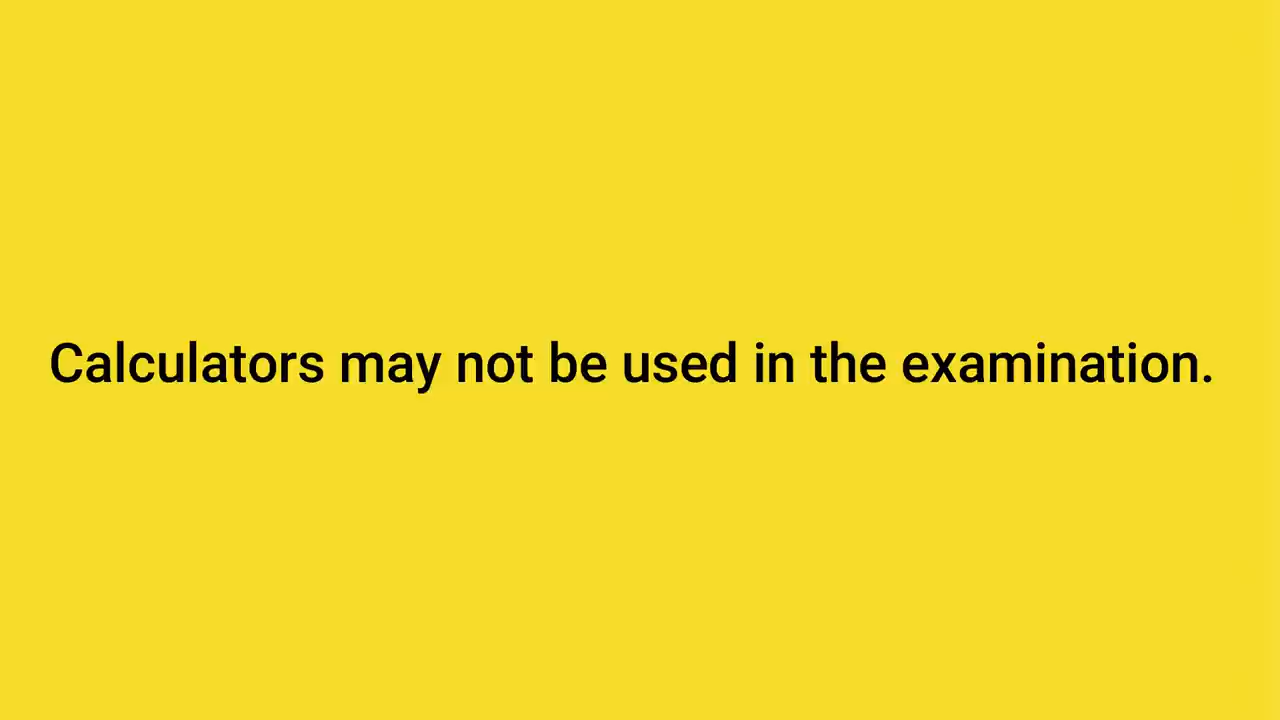 Calculators may not be used in the examination.